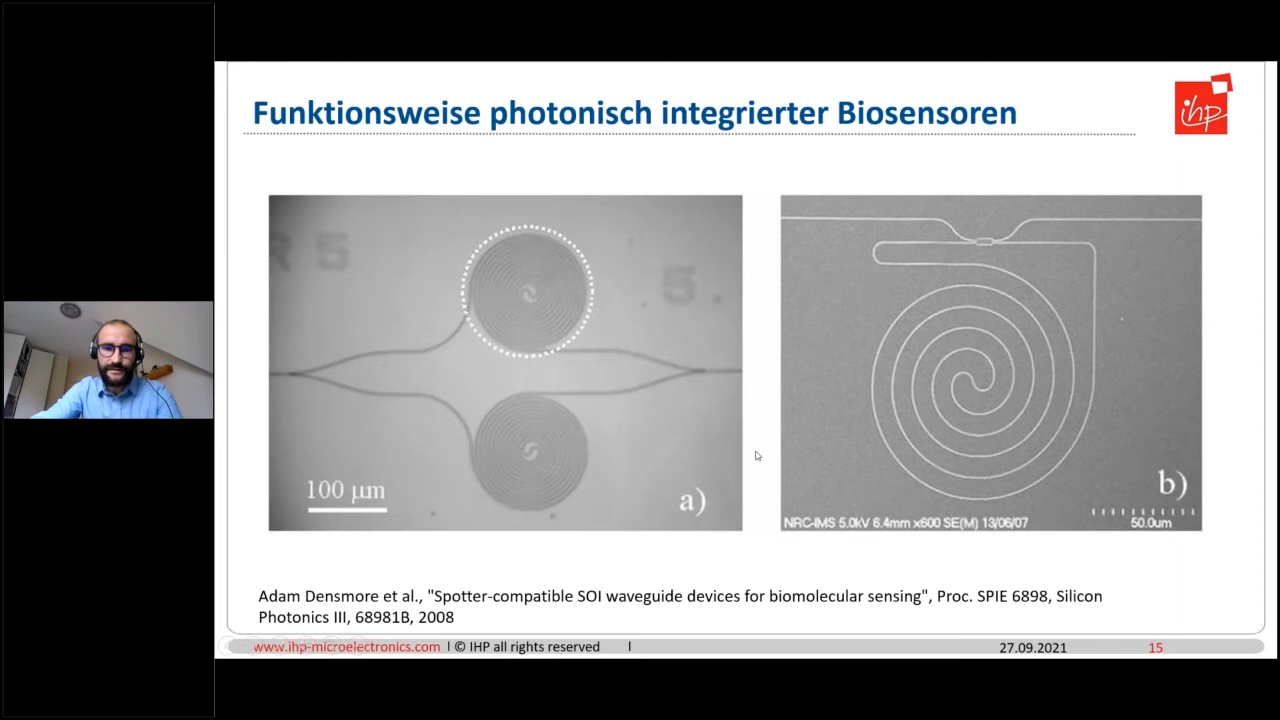 Funktionsweise photonisch integrierter Biosensoren
ihp
R 5
5.
100 µm
a)
b)
NRC-IMS 5.0kV 6.4mm x600 SE(M) 13/06/07
50.0um
Adam Densmore et al., "Spotter-compatible SOI waveguide devices for biomolecular sensing", Proc. SPIE 6898, Silicon
Photonics III, 68981B, 2008
www.ihp-microelectronics.com I © IHP all rights reserved I
27.09.2021
15